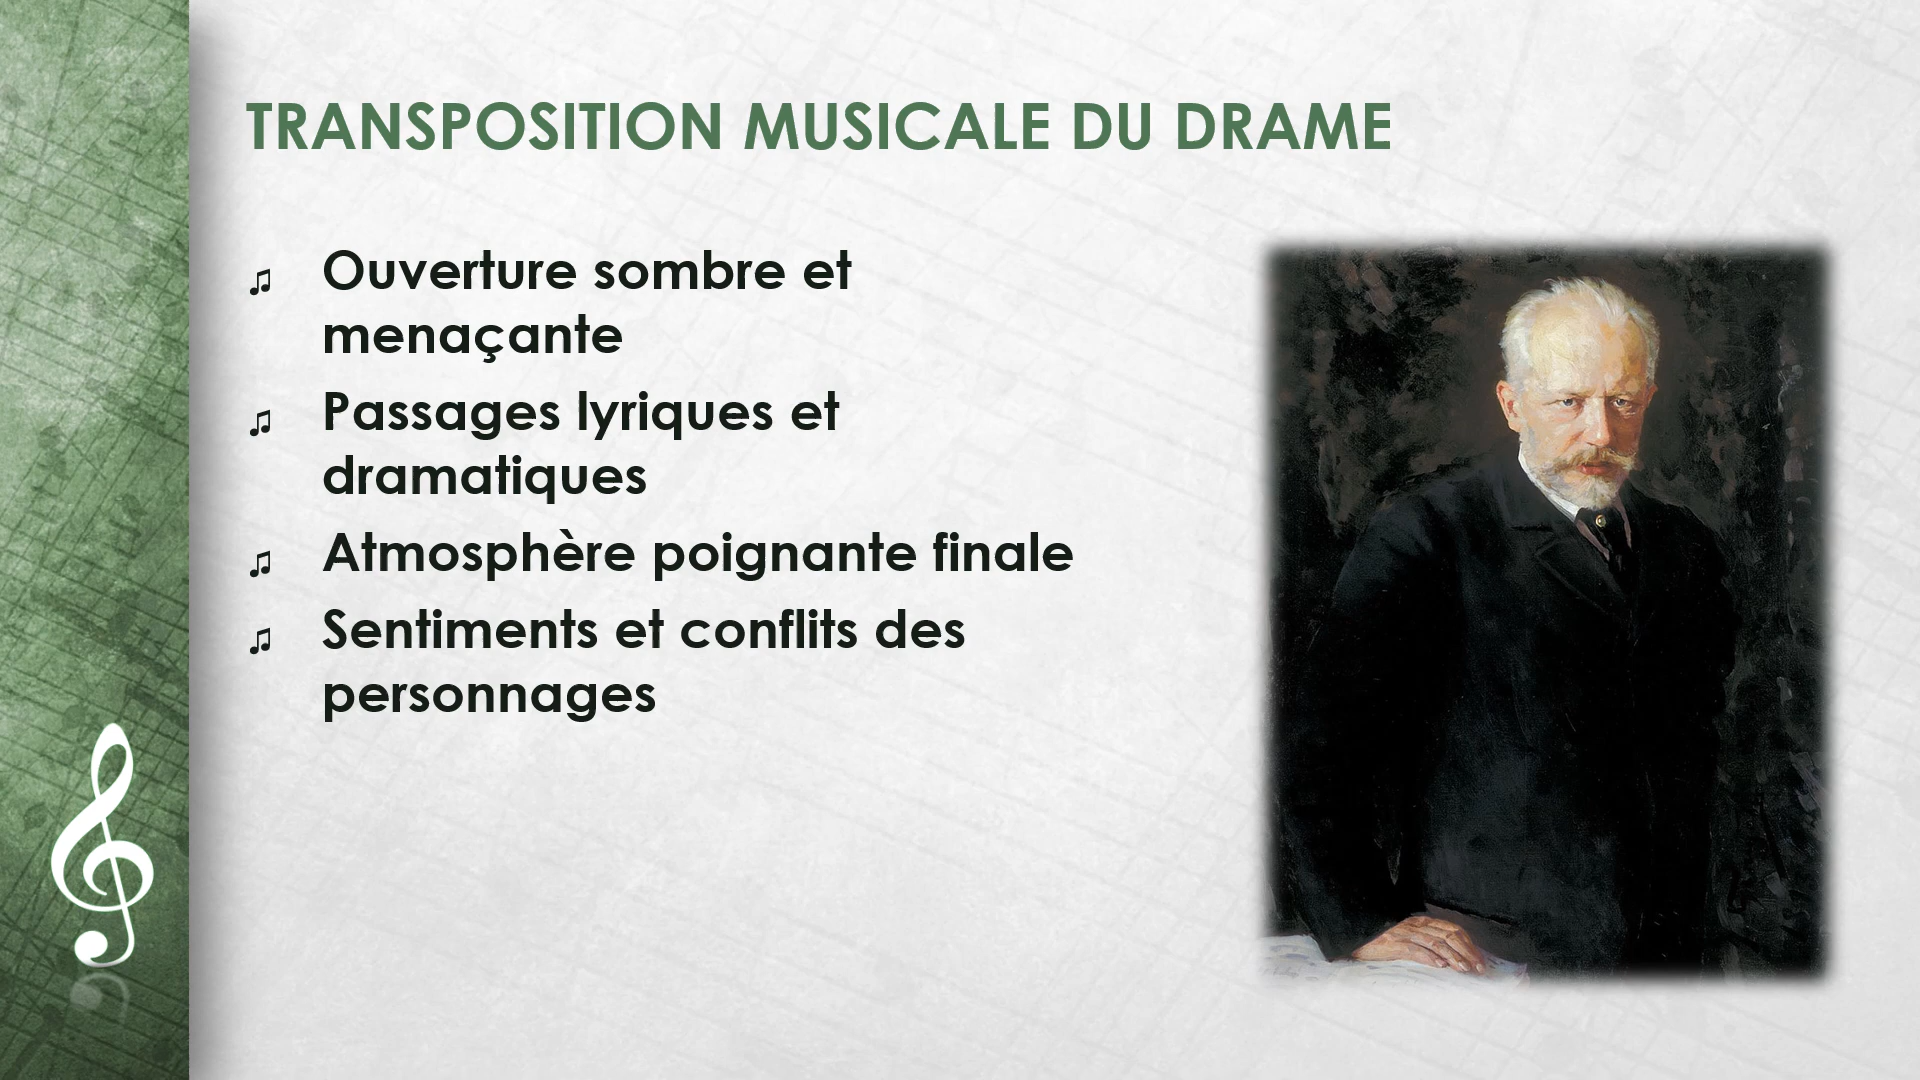 TRANSPOSITION MUSICALE DU DRAME
♫ Ouverture sombre et
menaçante
♫ Passages lyriques et
dramatiques
♫ Atmosphère poignante finale
♫ Sentiments et conflits des
personnages